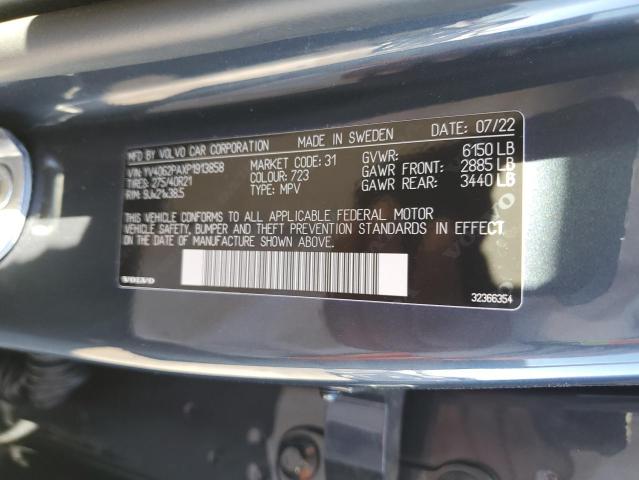 MFD BY VOLVO CAR CORPORATION MADE IN SWEDEN DATE: 07/22
VIN: YV4062PAXP1913858 MARKET CODE: 31 GVWR: 6150 LB
TIRES: 275/40R21 COLOUR: 723 GAWR FRONT: 2885 LB
RIM: 9Jx21x38.5 TYPE: MPV GAWR REAR: 3440 LB
THIS VEHICLE CONFORMS TO ALL APPLICABLE FEDERAL MOTOR
VEHICLE SAFETY, BUMPER AND THEFT PREVENTION STANDARDS IN EFFECT
ON THE DATE OF MANUFACTURE SHOWN ABOVE.
VOLVO 32366354